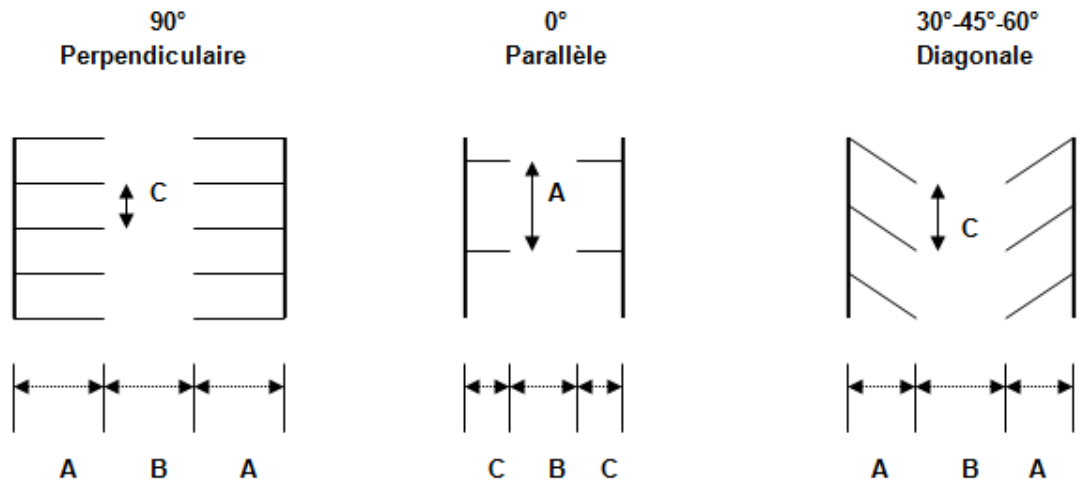 90°
Perpendiculaire
0°
Parallèle
30°-45°-60°
Diagonale
C
A
C
A B A
C B C
A B A